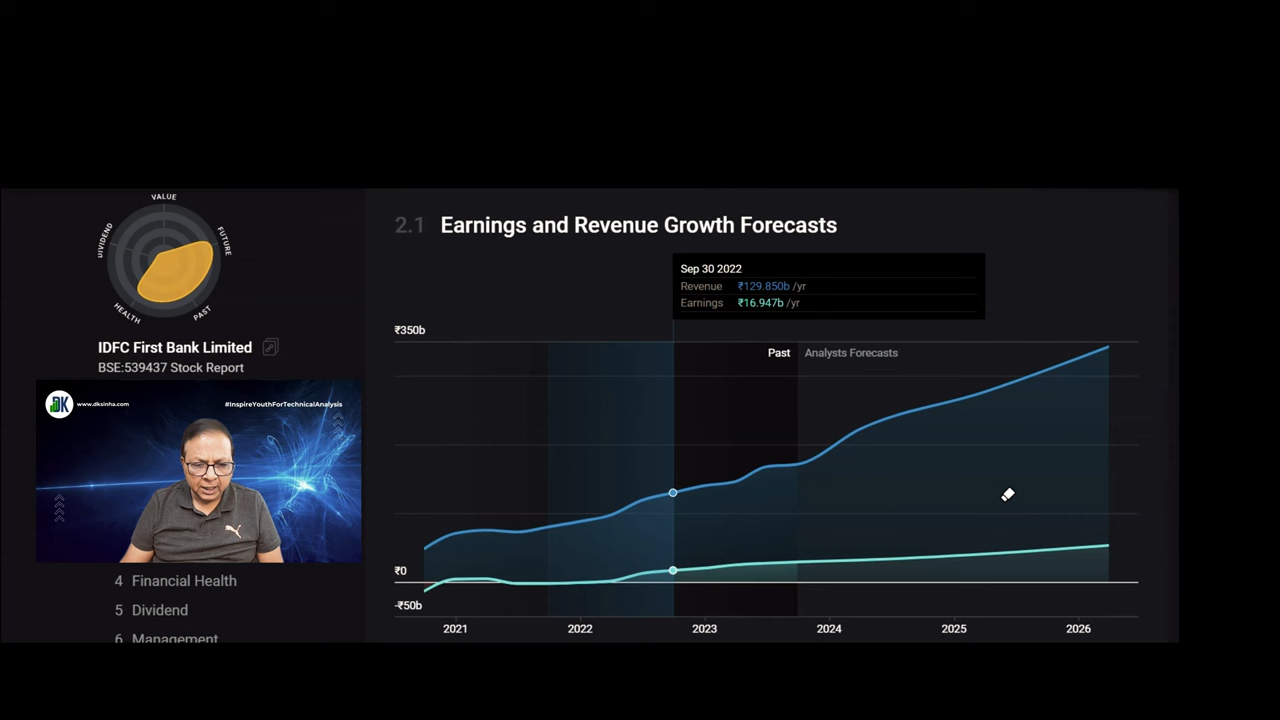 VALUE
FUTURE
PAST
HEALTH
DIVIDEND
IDFC First Bank Limited
BSE:539437 Stock Report
DK
www.dksinha.com
#InspireYouthForTechnicalAnalysis
4 Financial Health
5 Dividend
6 Management
2.1 Earnings and Revenue Growth Forecasts
Sep 30 2022
Revenue ₹129.850b /yr
Earnings ₹16.947b /yr
₹350b
Past Analysts Forecasts
₹0
-₹50b
2021 2022 2023 2024 2025 2026